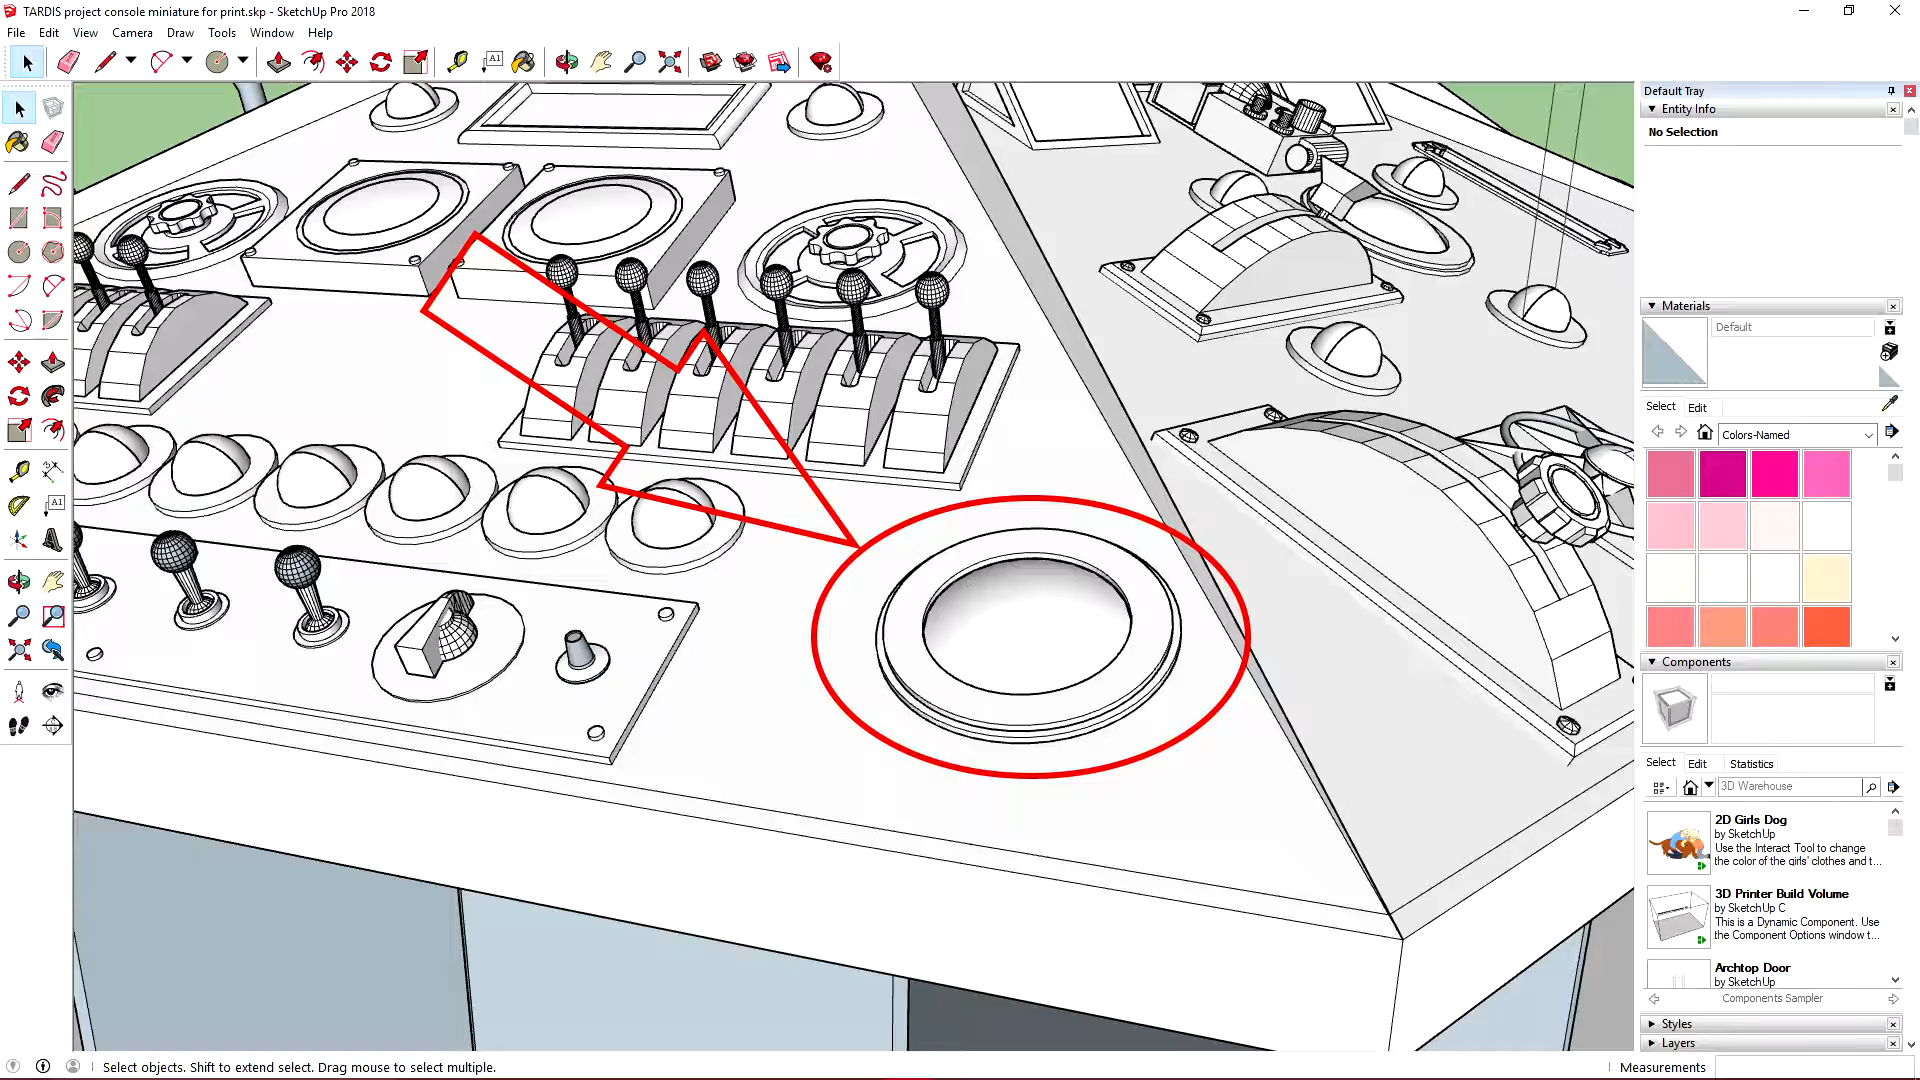 TARDIS project console miniature for print.skp - SketchUp Pro 2018
File Edit View Camera Draw Tools Window Help
A1
Default Tray
Entity Info
No Selection
Materials
Default
Select Edit
Colors-Named
A1
Components
Select Edit Statistics
3D Warehouse
2D Girls Dog
by SketchUp
Use the Interact Tool to change
the color of the girls' clothes and t...
3D Printer Build Volume
by SketchUp C
This is a Dynamic Component. Use
the Component Options window t...
Archtop Door
by SketchUp
Components Sampler
Styles
Layers
Select objects. Shift to extend select. Drag mouse to select multiple.
Measurements